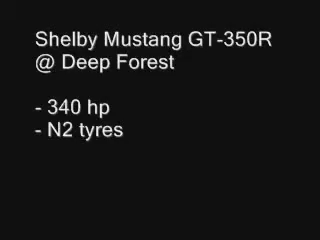 Shelby Mustang GT-350R
@ Deep Forest
- 340 hp
- N2 tyres